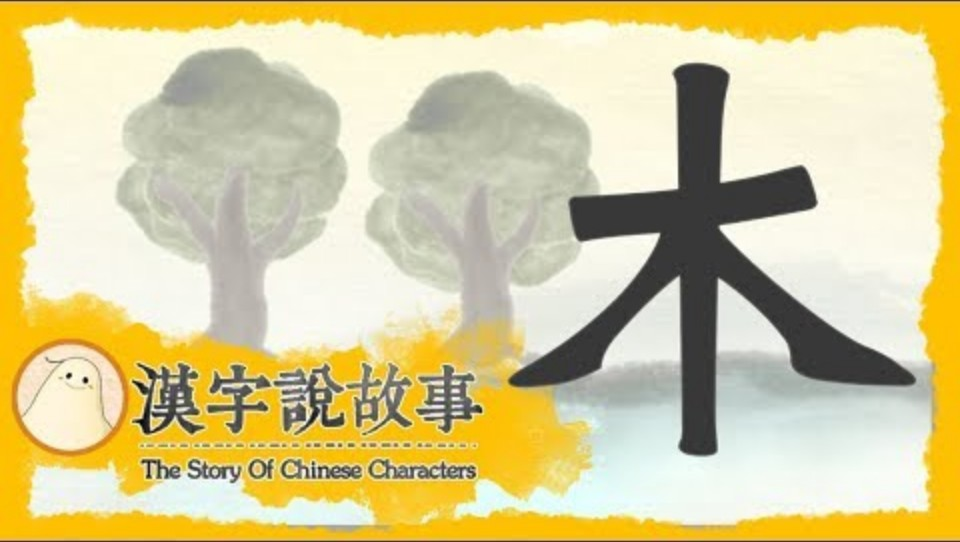 木
漢字說故事
The Story Of Chinese Characters